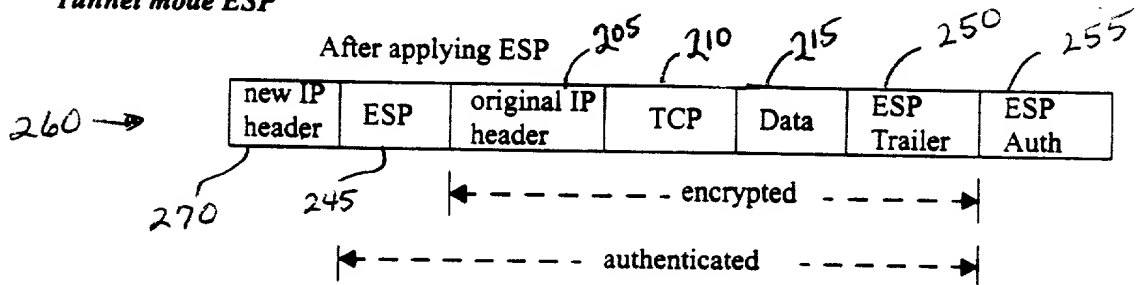 Tunnel mode ESP
After applying ESP
205
210
215
250
255
260
new IP header
ESP
original IP header
TCP
Data
ESP Trailer
ESP Auth
270
245
encrypted
authenticated